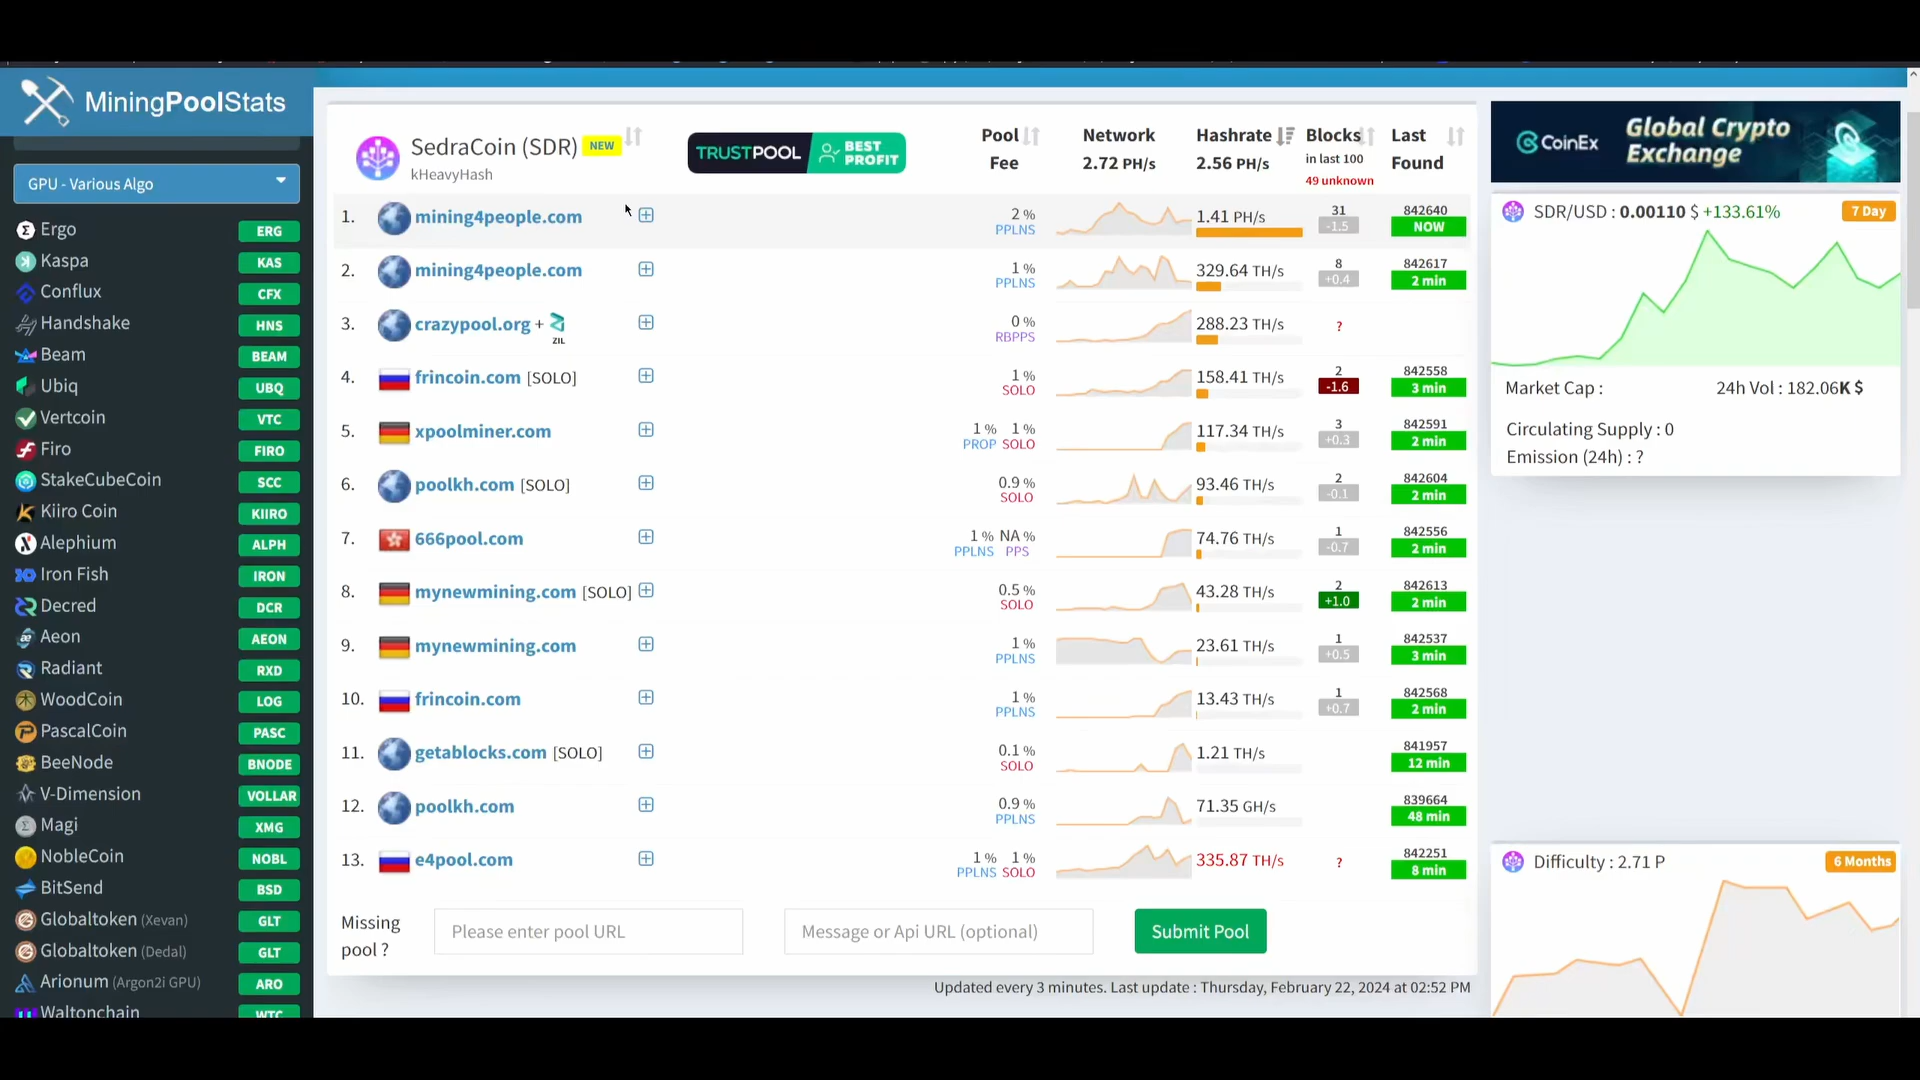 MiningPoolStats
GPU - Various Algo
Ergo ERG
Kaspa KAS
Conflux CFX
Handshake HNS
Beam BEAM
Ubiq UBQ
Vertcoin VTC
Firo FIRO
StakeCubeCoin SCC
Kiiro Coin KIIRO
Alephium ALPH
Iron Fish IRON
Decred DCR
Aeon AEON
Radiant RXD
WoodCoin LOG
PascalCoin PASC
BeeNode BNODE
V-Dimension VOLLAR
Magi XMG
NobleCoin NOBL
BitSend BSD
Globaltoken (Xevan) GLT
Globaltoken (Dedal) GLT
Arionum (Argon2i GPU) ARO
Waltonchain WTC
SedraCoin (SDR) NEW
kHeavyHash
TRUSTPOOL BEST PROFIT
Pool Fee
Network 2.72 PH/s
Hashrate 2.56 PH/s
Blocks in last 100 49 unknown
Last Found
1. mining4people.com 2 % PPLNS 1.41 PH/s 31 -1.5 842640 NOW
2. mining4people.com 1 % PPLNS 329.64 TH/s 8 +0.4 842617 2 min
3. crazypool.org + ZIL 0 % RBPPS 288.23 TH/s ?
4. frincoin.com [SOLO] 1 % SOLO 158.41 TH/s 2 -1.6 842558 3 min
5. xpoolminer.com 1 % PROP 1 % SOLO 117.34 TH/s 3 +0.3 842591 2 min
6. poolkh.com [SOLO] 0.9 % SOLO 93.46 TH/s 2 -0.1 842604 2 min
7. 666pool.com 1 % PPLNS NA % PPS 74.76 TH/s 1 -0.7 842556 2 min
8. mynewmining.com [SOLO] 0.5 % SOLO 43.28 TH/s 2 +1.0 842613 2 min
9. mynewmining.com 1 % PPLNS 23.61 TH/s 1 +0.5 842537 3 min
10. frincoin.com 1 % PPLNS 13.43 TH/s 1 +0.7 842568 2 min
11. getablocks.com [SOLO] 0.1 % SOLO 1.21 TH/s 841957 12 min
12. poolkh.com 0.9 % PPLNS 71.35 GH/s 839664 48 min
13. e4pool.com 1 % PPLNS 1 % SOLO 335.87 TH/s ? 842251 8 min
Missing pool ? Please enter pool URL Message or Api URL (optional) Submit Pool
Updated every 3 minutes. Last update : Thursday, February 22, 2024 at 02:52 PM
CoinEx Global Crypto Exchange
SDR/USD : 0.00110 $ +133.61% 7 Day
Market Cap : 24h Vol : 182.06K $
Circulating Supply : 0
Emission (24h) : ?
Difficulty : 2.71 P 6 Months